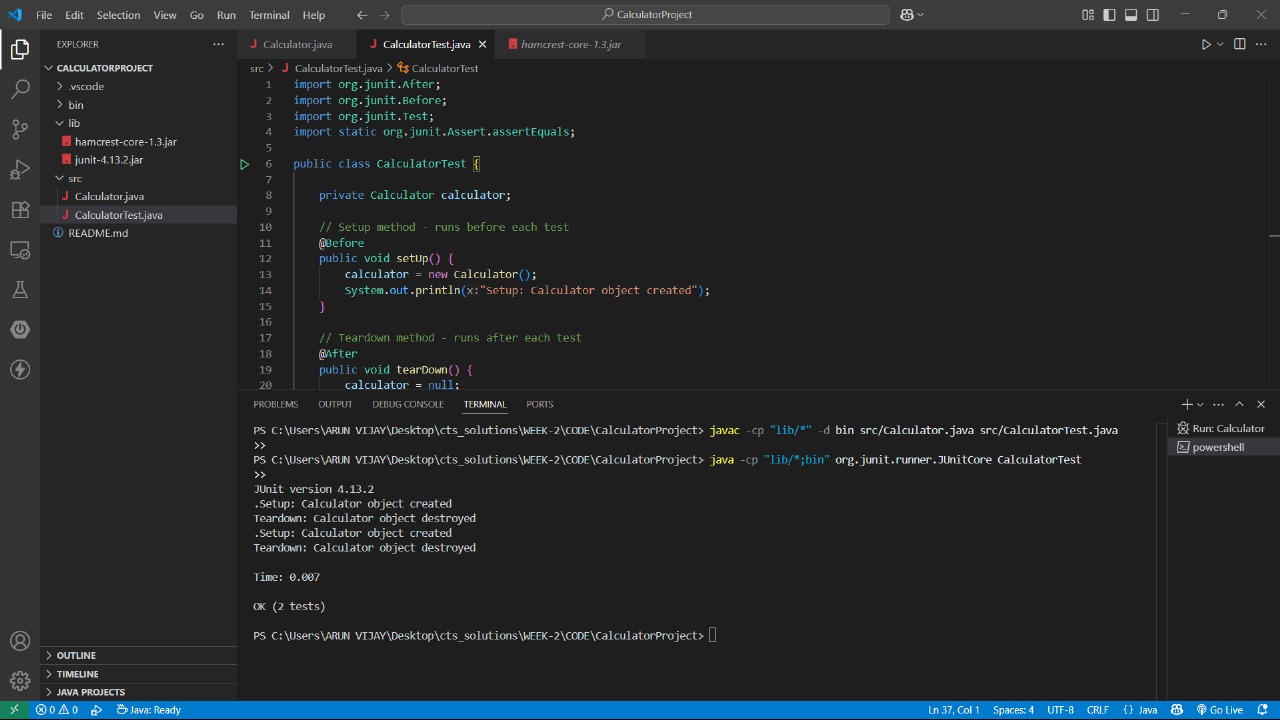 File Edit Selection View Go Run Terminal Help
CalculatorProject
EXPLORER
CALCULATORPROJECT
.vscode
bin
lib
hamcrest-core-1.3.jar
junit-4.13.2.jar
src
Calculator.java
CalculatorTest.java
README.md
OUTLINE
TIMELINE
JAVA PROJECTS
Calculator.java CalculatorTest.java hamcrest-core-1.3.jar
src > CalculatorTest.java > CalculatorTest
1 import org.junit.After;
2 import org.junit.Before;
3 import org.junit.Test;
4 import static org.junit.Assert.assertEquals;
5
6 public class CalculatorTest {
7
8 private Calculator calculator;
9
10 // Setup method - runs before each test
11 @Before
12 public void setUp() {
13 calculator = new Calculator();
14 System.out.println(x:"Setup: Calculator object created");
15 }
16
17 // Teardown method - runs after each test
18 @After
19 public void tearDown() {
20 calculator = null;
PROBLEMS OUTPUT DEBUG CONSOLE TERMINAL PORTS
PS C:\Users\ARUN VIJAY\Desktop\cts_solutions\WEEK-2\CODE\CalculatorProject> javac -cp "lib/*" -d bin src/Calculator.java src/CalculatorTest.java
>>
PS C:\Users\ARUN VIJAY\Desktop\cts_solutions\WEEK-2\CODE\CalculatorProject> java -cp "lib/*;bin" org.junit.runner.JUnitCore CalculatorTest
>>
JUnit version 4.13.2
.Setup: Calculator object created
Teardown: Calculator object destroyed
.Setup: Calculator object created
Teardown: Calculator object destroyed
Time: 0.007
OK (2 tests)
PS C:\Users\ARUN VIJAY\Desktop\cts_solutions\WEEK-2\CODE\CalculatorProject>
Run: Calculator
powershell
0 0 Java: Ready
Ln 37, Col 1 Spaces: 4 UTF-8 CRLF {} Java Go Live